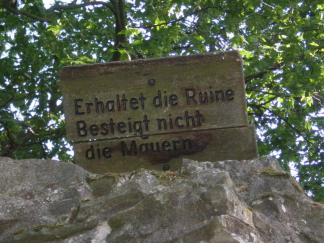 Erhaltet die Ruine
Besteigt nicht
die Mauern